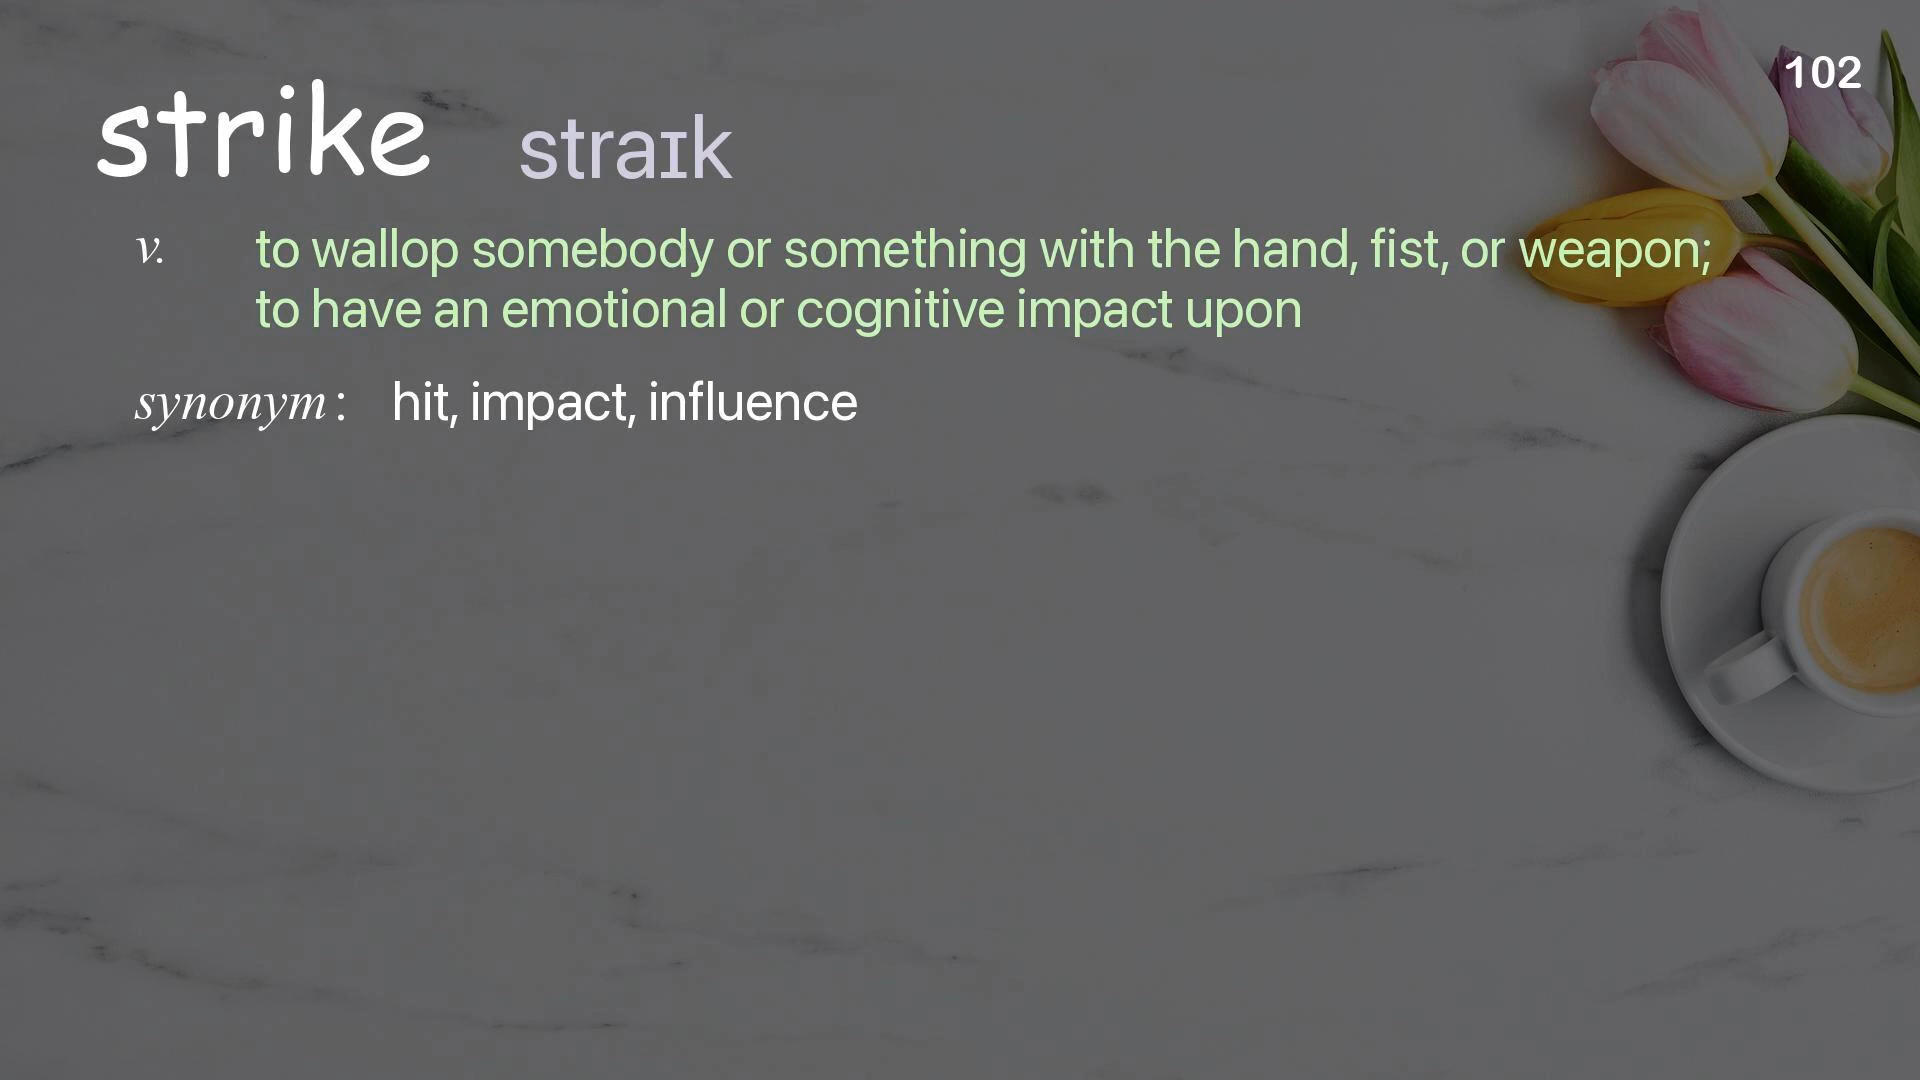 102
strike straɪk
v. to wallop somebody or something with the hand, fist, or weapon;
to have an emotional or cognitive impact upon
synonym : hit, impact, influence